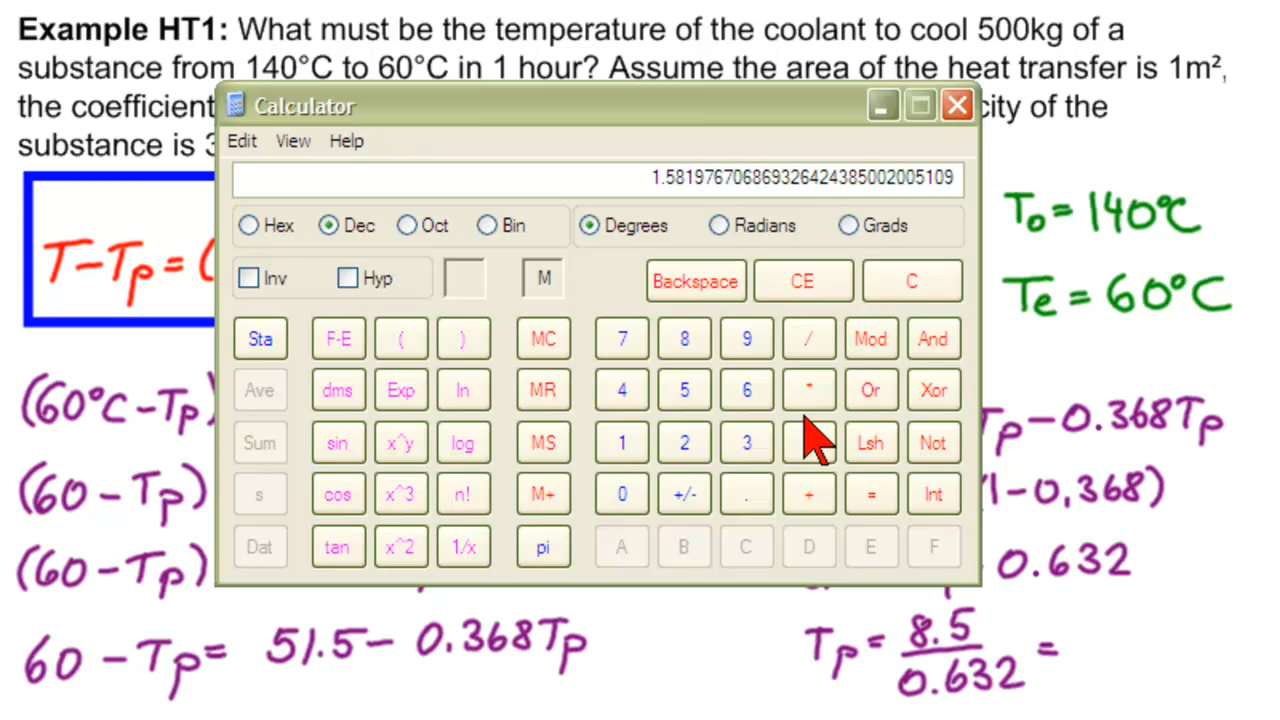 Example HT1: What must be the temperature of the coolant to cool 500kg of a
substance from 140°C to 60°C in 1 hour? Assume the area of the heat transfer is 1m²,
the coefficient city of the
substance is 3
Calculator
Edit View Help
1.5819767068693264243850020051​09
Hex Dec Oct Bin Degrees Radians Grads
Inv Hyp M Backspace CE C
Sta F-E ( ) MC 7 8 9 / Mod And
Ave dms Exp ln MR 4 5 6 * Or Xor
Sum sin x^y log MS 1 2 3 Lsh Not
s cos x^3 n! M+ 0 +/- . + = Int
Dat tan x^2 1/x pi A B C D E F
T-Tp=(
To=140°C
Te=60°C
(60°C-Tp)
(60-Tp)
(60-Tp)
60-Tp= 51.5-0.368Tp
Tp-0.368Tp
(1-0,368)
0.632
Tp= 8.5
0.632 =